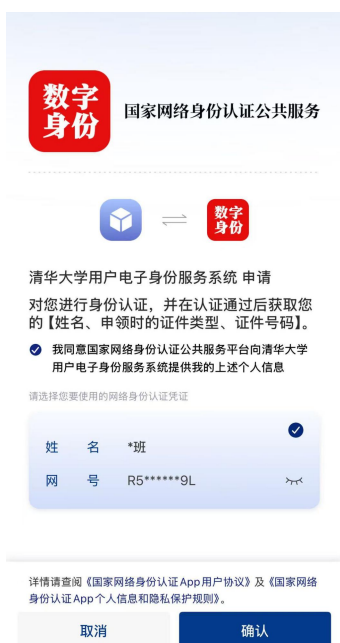 数字
身份
国家网络身份认证公共服务
数字
身份
清华大学用户电子身份服务系统 申请
对您进行身份认证，并在认证通过后获取您
的【姓名、申领时的证件类型、证件号码】。
我同意国家网络身份认证公共服务平台向清华大学
用户电子身份服务系统提供我的上述个人信息
请选择您要使用的网络身份认证凭证
姓 名 *班
网 号 R5******9L
详情请查阅《国家网络身份认证App用户协议》及《国家网络
身份认证App个人信息和隐私保护规则》。
取消 确认